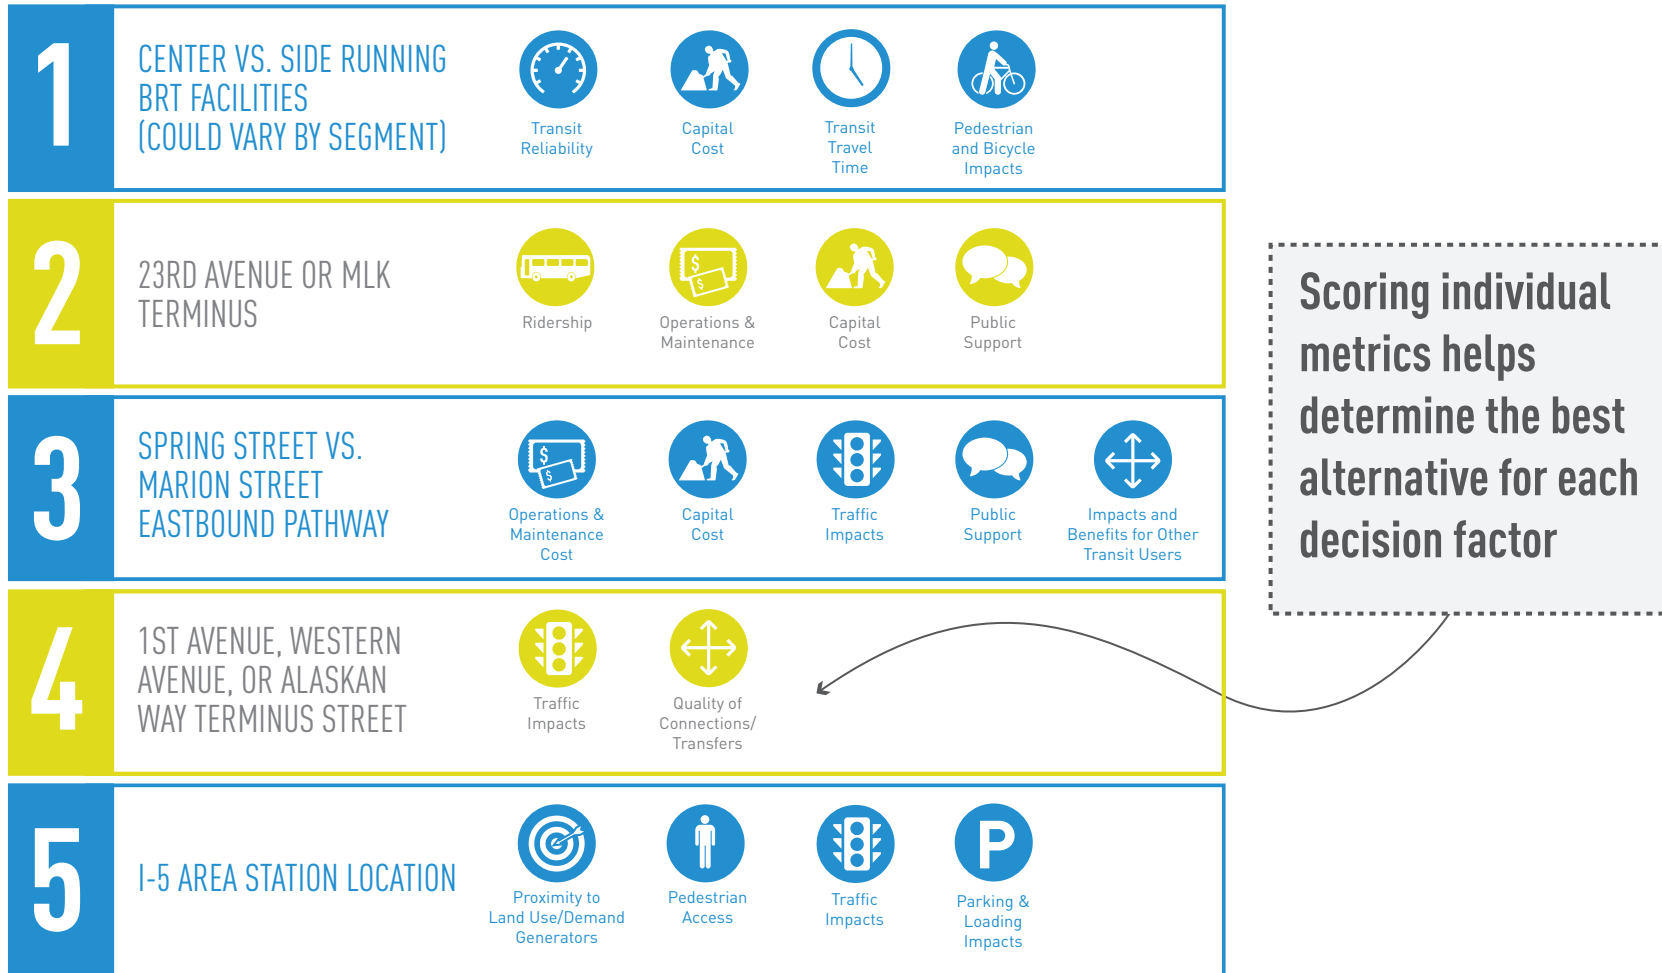 1
CENTER VS. SIDE RUNNING
BRT FACILITIES
(COULD VARY BY SEGMENT)
Transit
Reliability
Capital
Cost
Transit
Travel
Time
Pedestrian
and Bicycle
Impacts
2
23RD AVENUE OR MLK
TERMINUS
Ridership
$
$
Operations &
Maintenance
Capital
Cost
Public
Support
3
SPRING STREET VS.
MARION STREET
EASTBOUND PATHWAY
$
$
Operations &
Maintenance
Cost
Capital
Cost
Traffic
Impacts
Public
Support
Impacts and
Benefits for Other
Transit Users
4
1ST AVENUE, WESTERN
AVENUE, OR ALASKAN
WAY TERMINUS STREET
Traffic
Impacts
Quality of
Connections/
Transfers
5
I-5 AREA STATION LOCATION
Proximity to
Land Use/Demand
Generators
Pedestrian
Access
Traffic
Impacts
P
Parking &
Loading
Impacts
Scoring individual
metrics helps
determine the best
alternative for each
decision factor